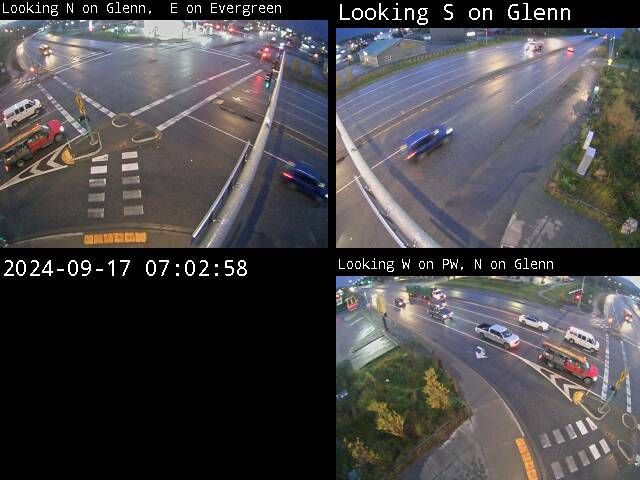 Looking N on Glenn, E on Evergreen
Looking S on Glenn
2024-09-17 07:02:58
Looking W on PW, N on Glenn